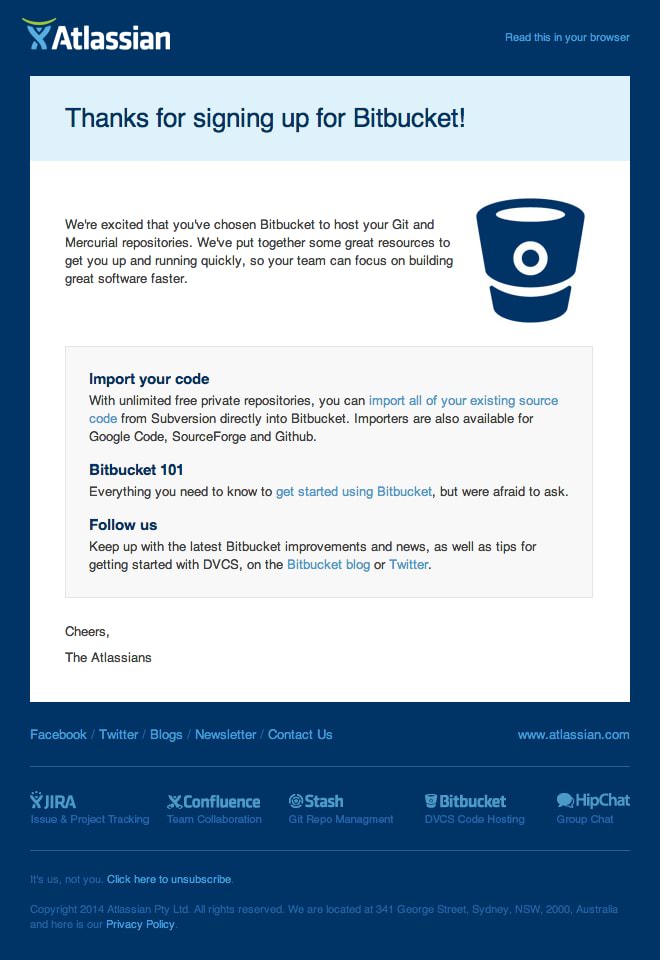 Atlassian
Read this in your browser
Thanks for signing up for Bitbucket!
We're excited that you've chosen Bitbucket to host your Git and
Mercurial repositories. We've put together some great resources to
get you up and running quickly, so your team can focus on building
great software faster.
Import your code
With unlimited free private repositories, you can import all of your existing source
code from Subversion directly into Bitbucket. Importers are also available for
Google Code, SourceForge and Github.
Bitbucket 101
Everything you need to know to get started using Bitbucket, but were afraid to ask.
Follow us
Keep up with the latest Bitbucket improvements and news, as well as tips for
getting started with DVCS, on the Bitbucket blog or Twitter.
Cheers,
The Atlassians
Facebook / Twitter / Blogs / Newsletter / Contact Us
www.atlassian.com
JIRA
Issue & Project Tracking
Confluence
Team Collaboration
Stash
Git Repo Managment
Bitbucket
DVCS Code Hosting
HipChat
Group Chat
It's us, not you. Click here to unsubscribe.
Copyright 2014 Atlassian Pty Ltd. All rights reserved. We are located at 341 George Street, Sydney, NSW, 2000, Australia
and here is our Privacy Policy.